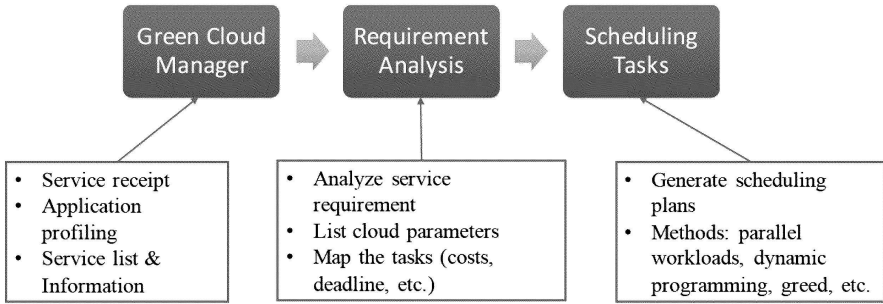 Green Cloud
Manager
Requirement
Analysis
Scheduling
Tasks
• Service receipt
• Application
profiling
• Service list &
Information
• Analyze service
requirement
• List cloud parameters
• Map the tasks (costs,
deadline, etc.)
• Generate scheduling
plans
• Methods: parallel
workloads, dynamic
programming, greed, etc.